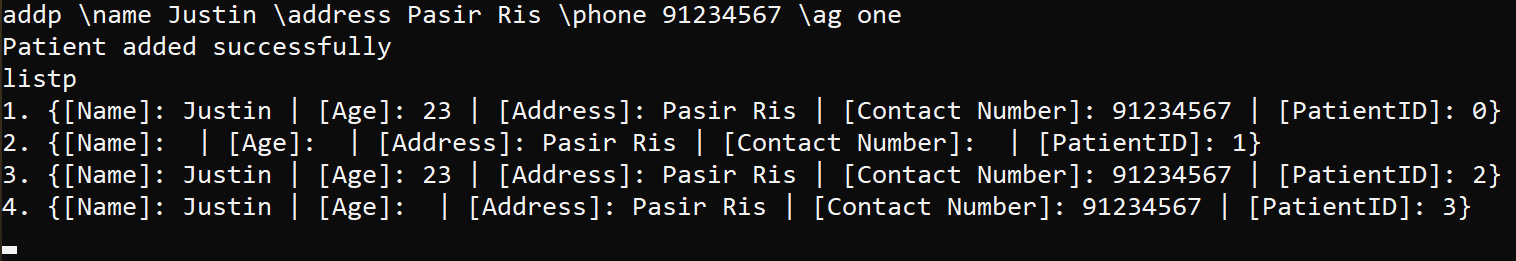 addp \name Justin \address Pasir Ris \phone 91234567 \ag one
Patient added successfully
listp
1. {[Name]: Justin | [Age]: 23 | [Address]: Pasir Ris | [Contact Number]: 91234567 | [PatientID]: 0}
2. {[Name]:  | [Age]:  | [Address]: Pasir Ris | [Contact Number]:  | [PatientID]: 1}
3. {[Name]: Justin | [Age]: 23 | [Address]: Pasir Ris | [Contact Number]: 91234567 | [PatientID]: 2}
4. {[Name]: Justin | [Age]:  | [Address]: Pasir Ris | [Contact Number]: 91234567 | [PatientID]: 3}